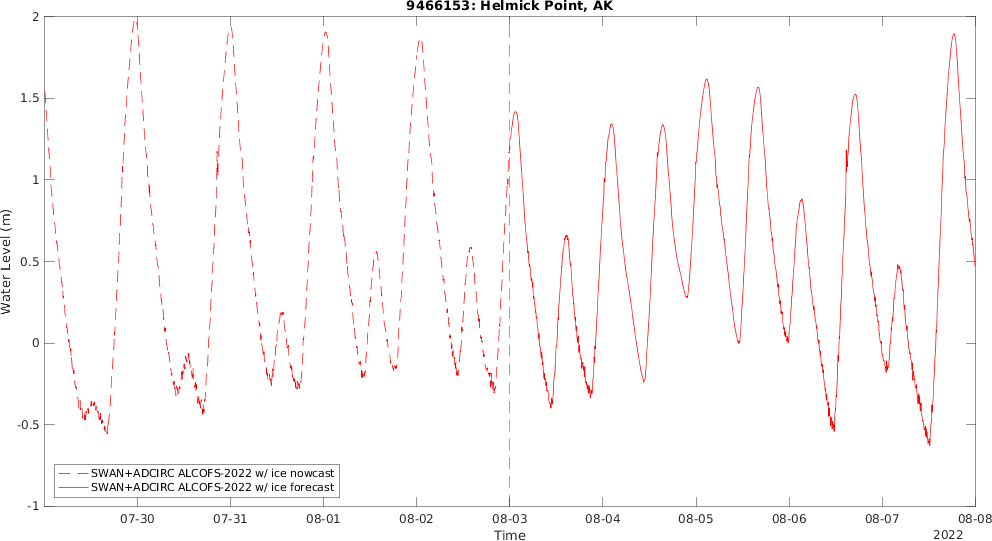 9466153: Helmick Point, AK
2
1.5
1
0.5
0
-0.5
-1
Water Level (m)
SWAN+ADCIRC ALCOFS-2022 w/ ice nowcast
SWAN+ADCIRC ALCOFS-2022 w/ ice forecast
07-30 07-31 08-01 08-02 08-03 08-04 08-05 08-06 08-07 08-08
Time
2022